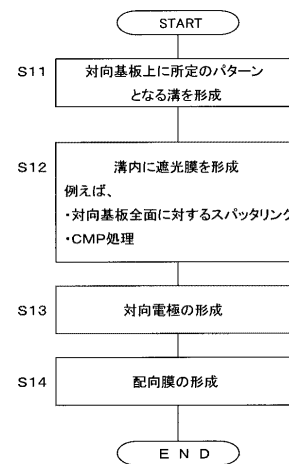 START
S11
対向基板上に所定のパターン
となる溝を形成
S12
溝内に遮光膜を形成
例えば、
・対向基板全面に対するスパッタリング
・CMP処理
S13
対向電極の形成
S14
配向膜の形成
E N D